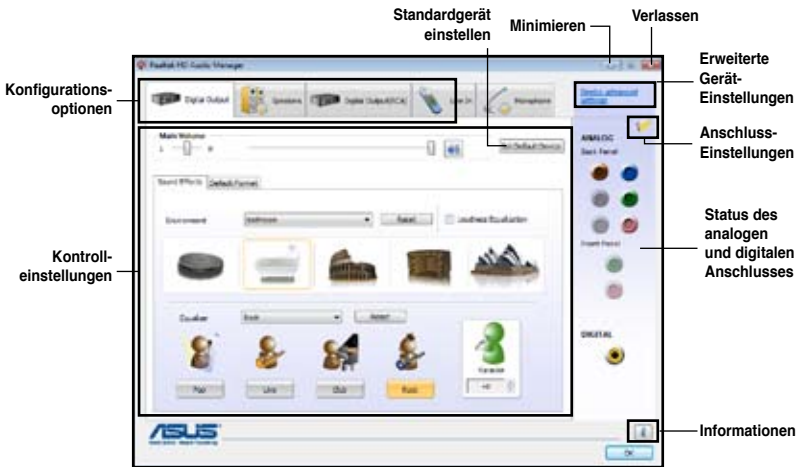 Standardgerät
einstellen
Minimieren
Verlassen
Realtek HD Audio Manager
Konfigurations-
optionen
Erweiterte
Gerät-
Einstellungen
Digital Output
Speakers
Digital Output(RCA)
Line In
Microphone
Device advanced
settings
Anschluss-
Einstellungen
Main Volume
L
R
Set Default Device
ANALOG
Back Panel
Sound Effects
Default Format
Environment
Bathroom
Reset
Loudness Equalization
Status des
analogen
und digitalen
Anschlusses
Front Panel
Kontroll-
einstellungen
Equalizer
Rock
Reset
DIGITAL
Karaoke
Pop
Live
Club
Rock
+0
ASUS
Informationen
OK